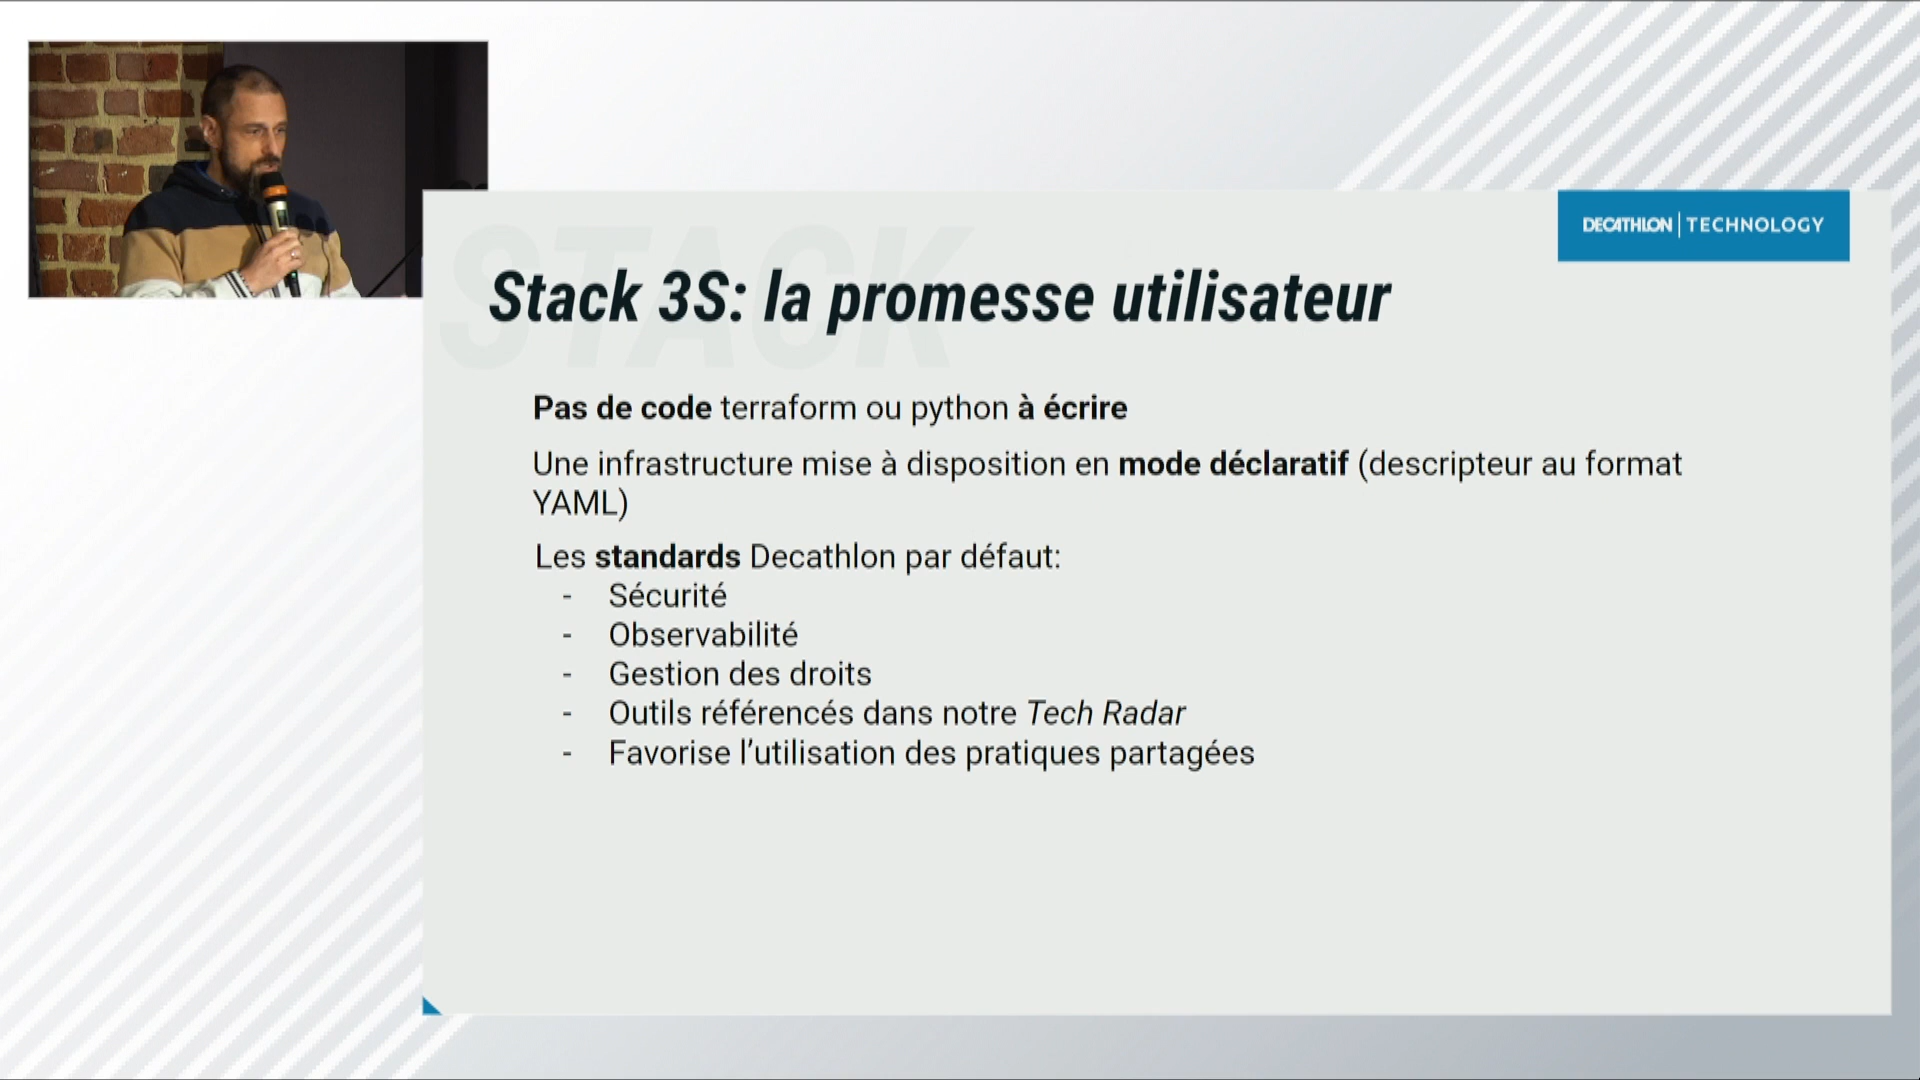 DECATHLON | TECHNOLOGY
STACK
Stack 3S: la promesse utilisateur
Pas de code terraform ou python à écrire
Une infrastructure mise à disposition en mode déclaratif (descripteur au format
YAML)
Les standards Decathlon par défaut:
- Sécurité
- Observabilité
- Gestion des droits
- Outils référencés dans notre Tech Radar
- Favorise l'utilisation des pratiques partagées